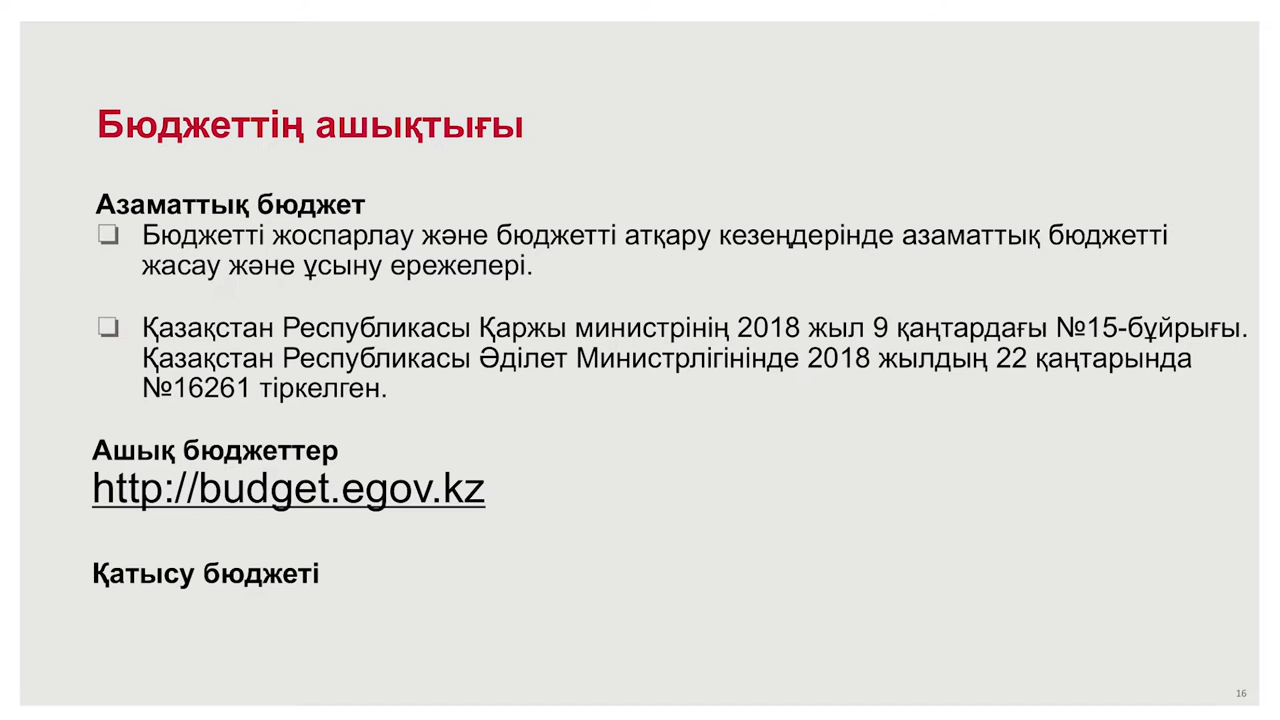 Бюджеттің ашықтығы
Азаматтық бюджет
❏ Бюджетті жоспарлау және бюджетті атқару кезеңдерінде азаматтық бюджетті
жасау және ұсыну ережелері.
❏ Қазақстан Республикасы Қаржы министрінің 2018 жыл 9 қаңтардағы №15-бұйрығы.
Қазақстан Республикасы Әділет Министрлігінінде 2018 жылдың 22 қаңтарында
№16261 тіркелген.
Ашық бюджеттер
http://budget.egov.kz
Қатысу бюджеті
16